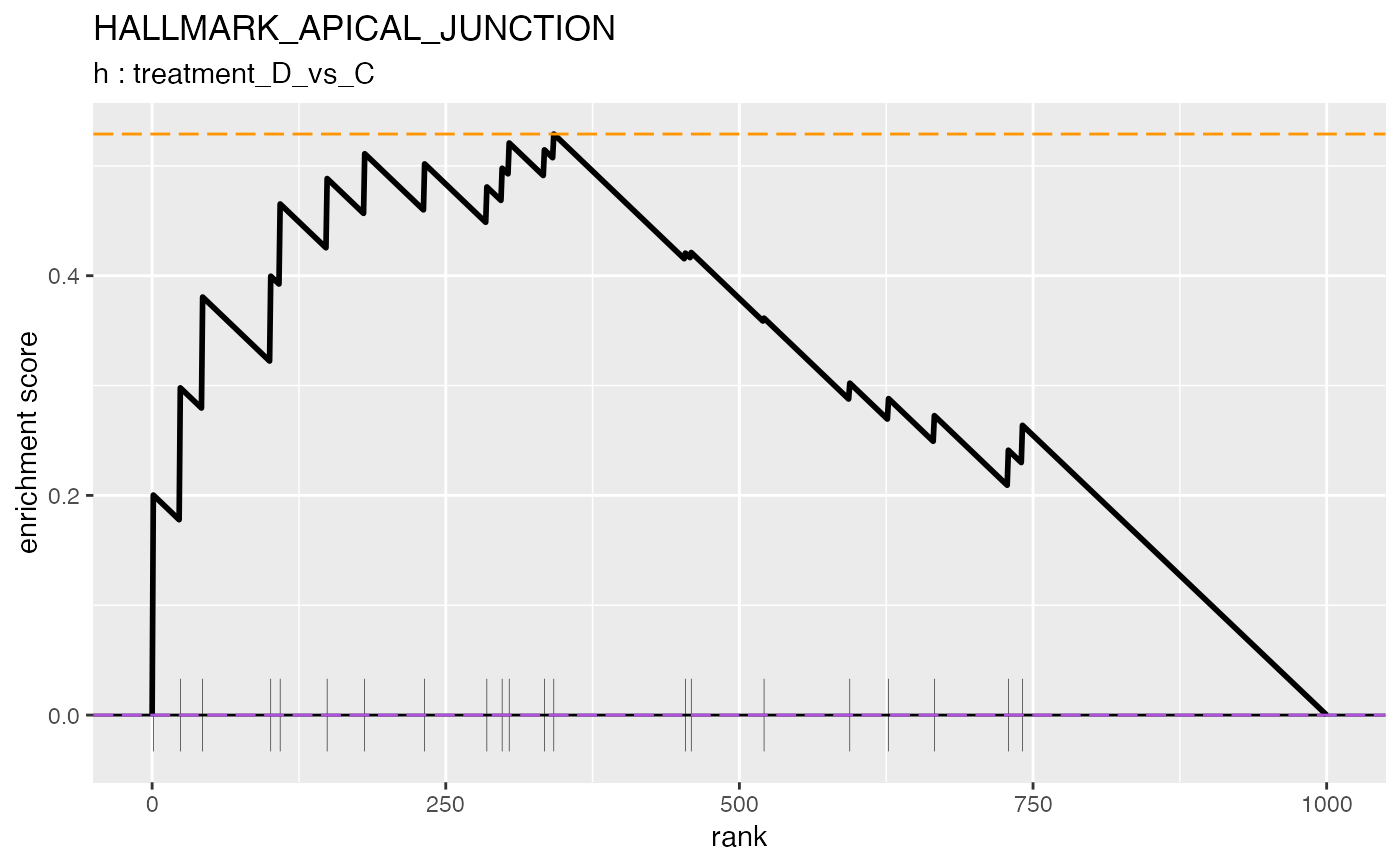 HALLMARK_APICAL_JUNCTION
h : treatment_D_vs_C
enrichment score
0.4
0.2
0.0
0 250 500 750 1000
rank